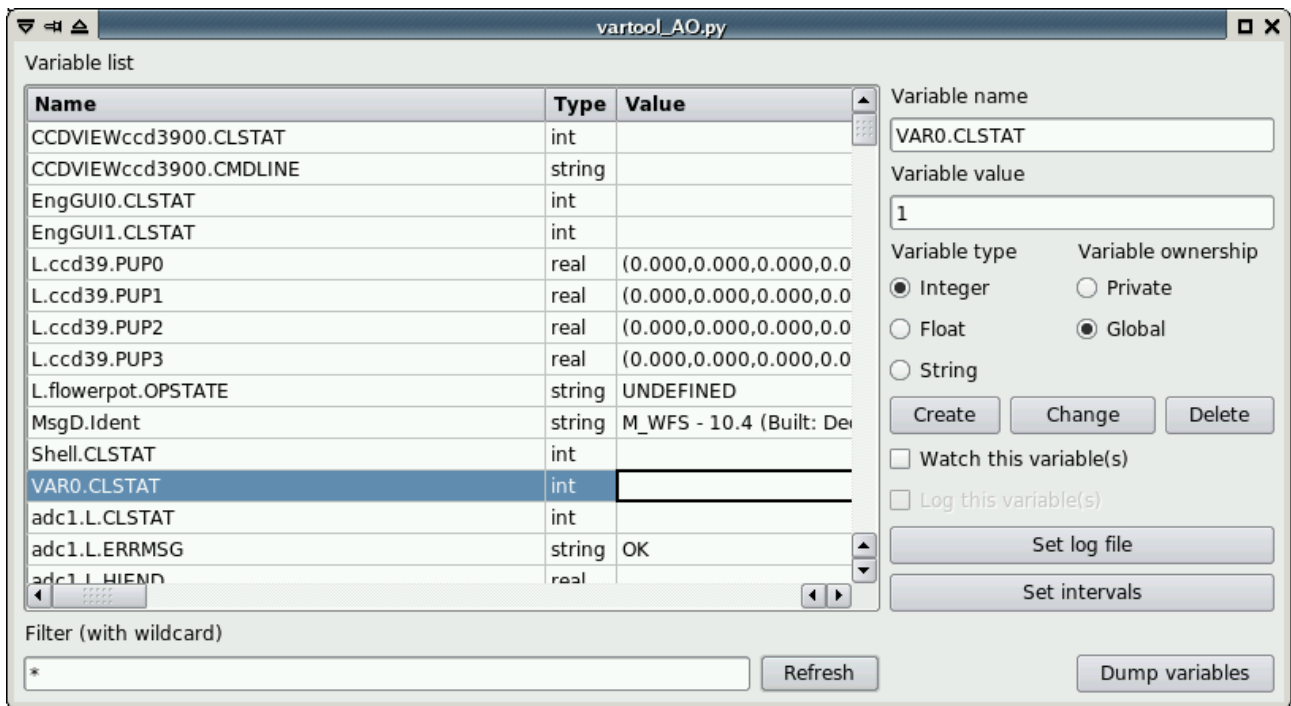 vartool_AO.py
Variable list
Name Type Value
CCDVIEWccd3900.CLSTAT int
CCDVIEWccd3900.CMDLINE string
EngGUI0.CLSTAT int
EngGUI1.CLSTAT int
L.ccd39.PUP0 real (0.000,0.000,0.000,0.0
L.ccd39.PUP1 real (0.000,0.000,0.000,0.0
L.ccd39.PUP2 real (0.000,0.000,0.000,0.0
L.ccd39.PUP3 real (0.000,0.000,0.000,0.0
L.flowerpot.OPSTATE string UNDEFINED
MsgD.Ident string M_WFS - 10.4 (Built: De
Shell.CLSTAT int
VAR0.CLSTAT int
adc1.L.CLSTAT int
adc1.L.ERRMSG string OK
adc1.L.HIEND real
Filter (with wildcard)
*
Refresh
Variable name
VAR0.CLSTAT
Variable value
1
Variable type Variable ownership
Integer Private
Float Global
String
Create Change Delete
Watch this variable(s)
Log this variable(s)
Set log file
Set intervals
Dump variables